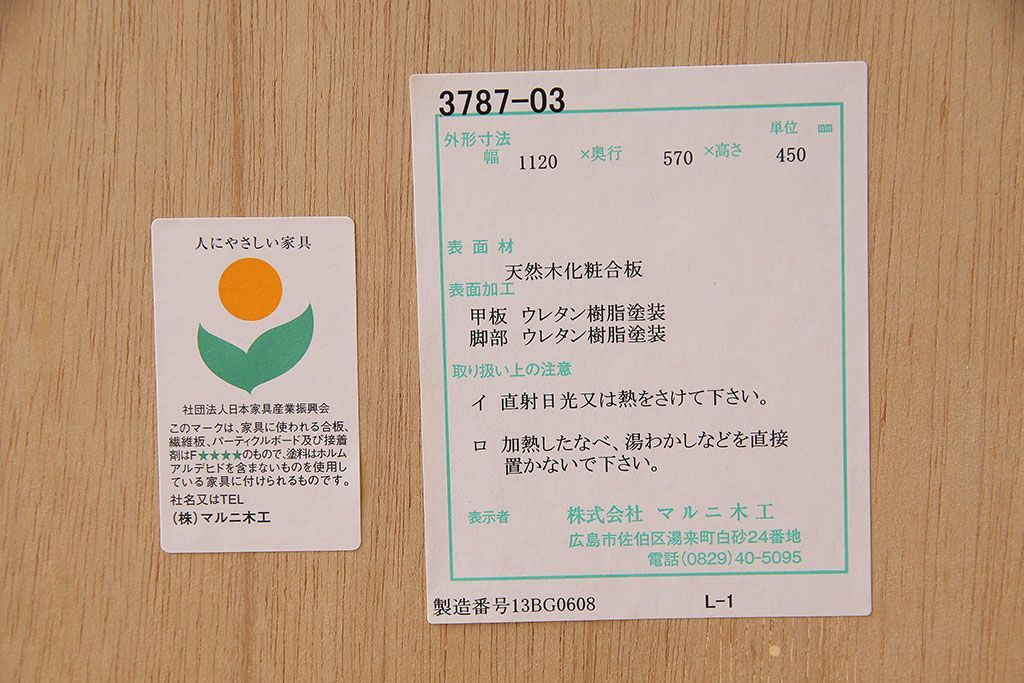 人にやさしい家具
社団法人日本家具産業振興会
このマークは、家具に使われる合板、
繊維板、パーティクルボード及び接着
剤はF★★★★のもので、塗料はホルム
アルデヒドを含まないものを使用し
ている家具に付けられるものです。
社名又はTEL
(株)マルニ木工
3787-03
単位 mm
外形寸法
幅 1120 ×奥行 570 ×高さ 450
表面材
天然木化粧合板
表面加工
甲板 ウレタン樹脂塗装
脚部 ウレタン樹脂塗装
取り扱い上の注意
イ 直射日光又は熱をさけて下さい。
ロ 加熱したなべ、湯わかしなどを直接
置かないで下さい。
表示者 株式会社 マルニ木工
広島市佐伯区湯来町白砂24番地
電話(0829)40-5095
製造番号13BG0608 L-1